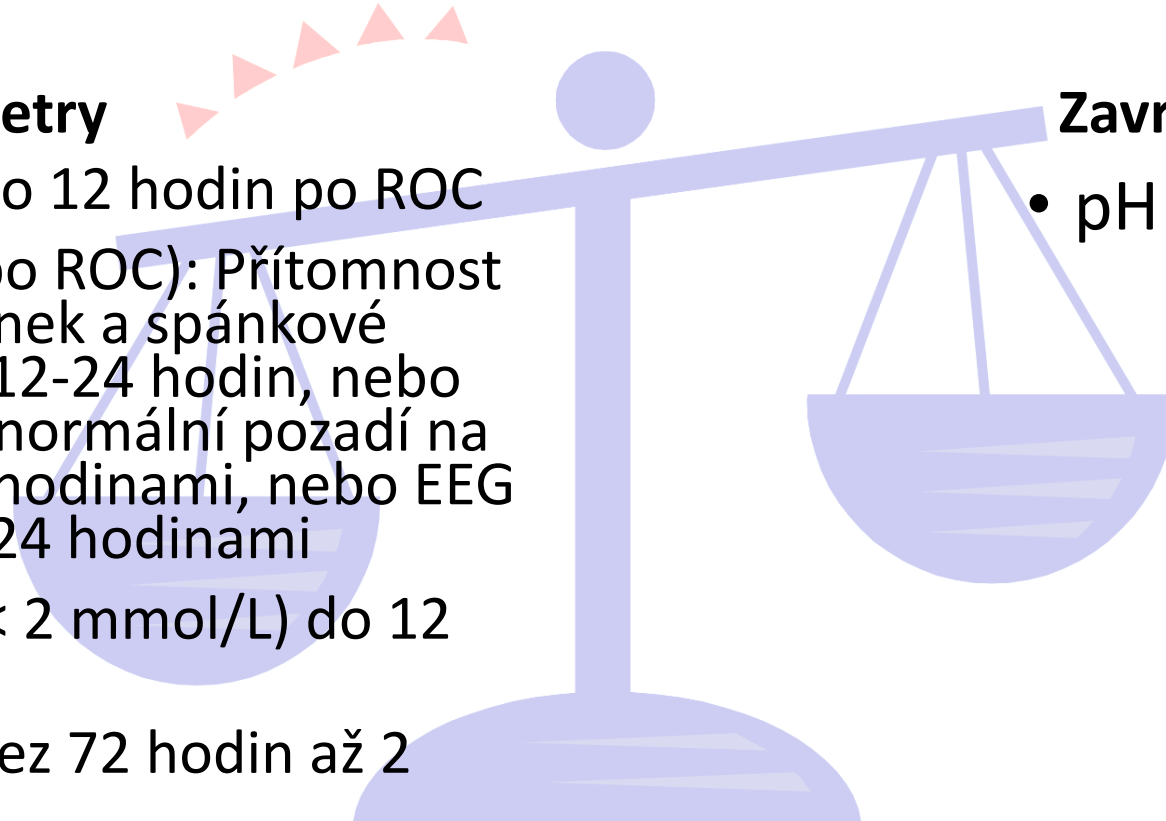 etry
o 12 hodin po ROC
po ROC): Přítomnost
nek a spánkové
12-24 hodin, nebo
normální pozadí na
hodinami, nebo EEG
24 hodinami
< 2 mmol/L) do 12
ez 72 hodin až 2
Zavr
• pH